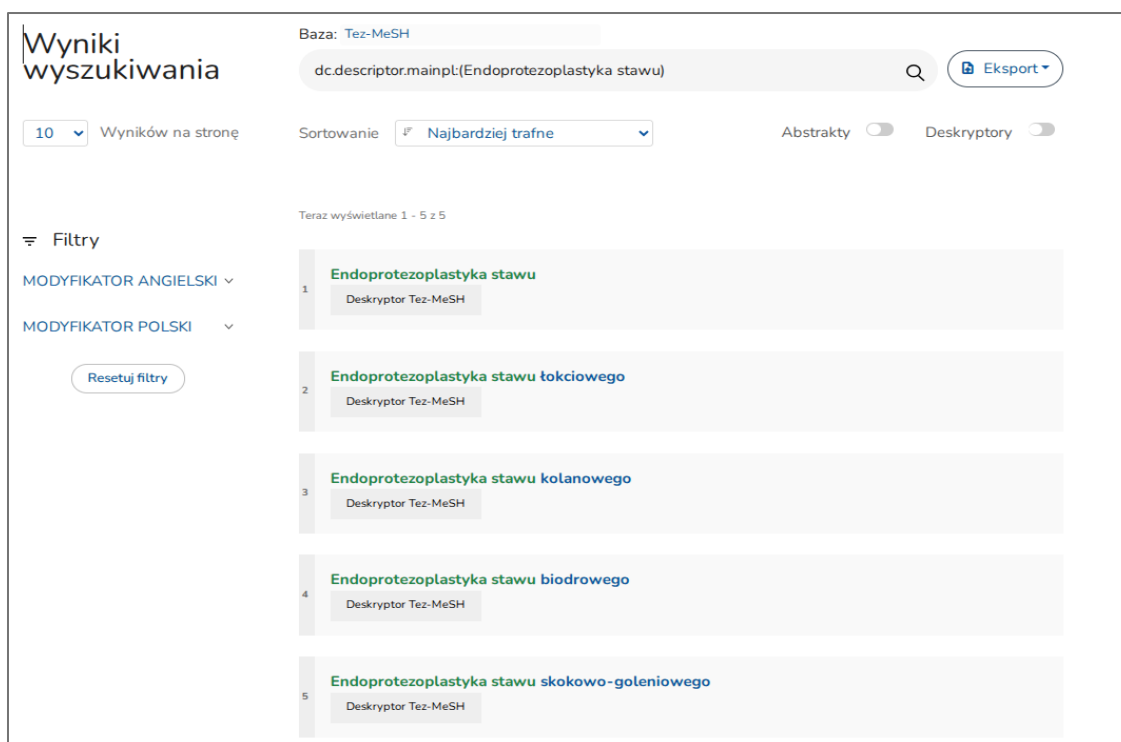 Wyniki
wyszukiwania
Baza: Tez-MeSH
dc.descriptor.mainpl:(Endoprotezoplastyka stawu)
Eksport
10 Wyników na stronę
Sortowanie Najbardziej trafne
Abstrakty Deskryptory
Teraz wyświetlane 1 - 5 z 5
Filtry
MODYFIKATOR ANGIELSKI
MODYFIKATOR POLSKI
Resetuj filtry
1 Endoprotezoplastyka stawu
Deskryptor Tez-MeSH
2 Endoprotezoplastyka stawu łokciowego
Deskryptor Tez-MeSH
3 Endoprotezoplastyka stawu kolanowego
Deskryptor Tez-MeSH
4 Endoprotezoplastyka stawu biodrowego
Deskryptor Tez-MeSH
5 Endoprotezoplastyka stawu skokowo-goleniowego
Deskryptor Tez-MeSH